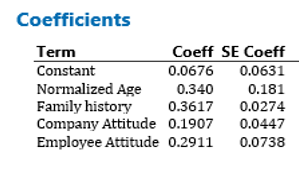 Coefficients
Term Coeff SE Coeff
Constant 0.0676 0.0631
Normalized Age 0.340 0.181
Family history 0.3617 0.0274
Company Attitude 0.1907 0.0447
Employee Attitude 0.2911 0.0738